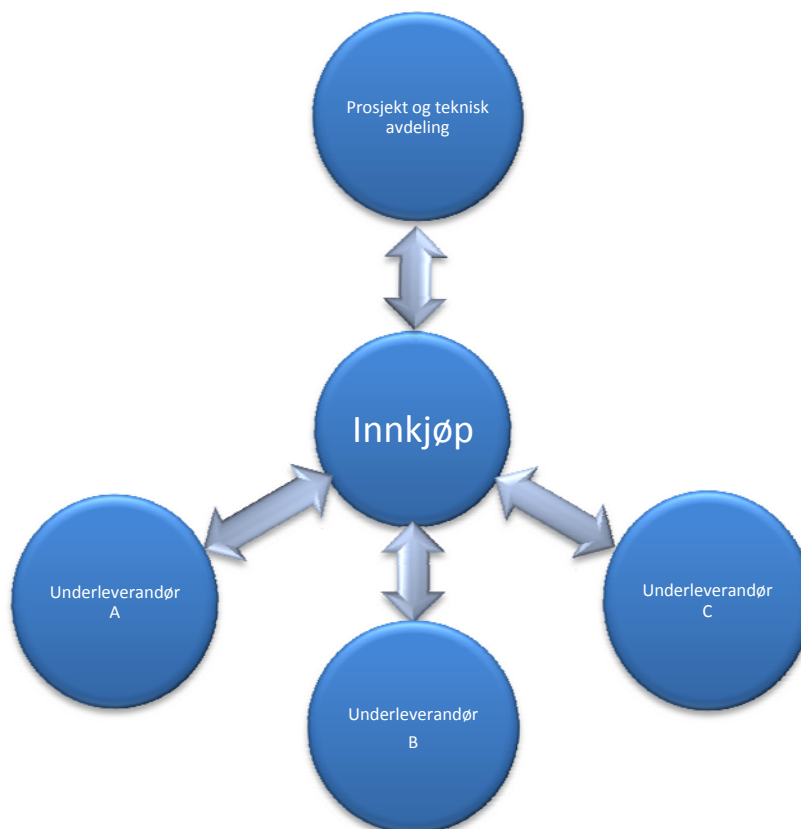 Prosjekt og teknisk
avdeling
Innkjøp
Underleverandør
A
Underleverandør
B
Underleverandør
C